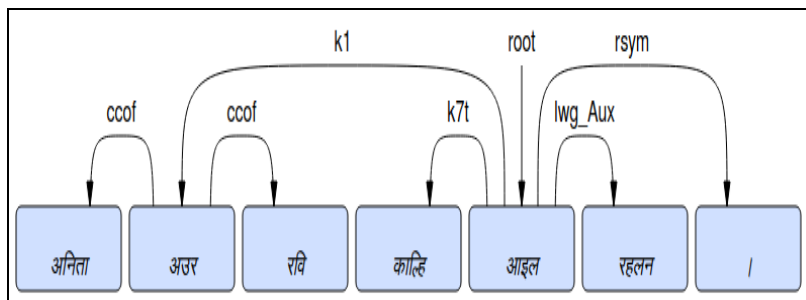 k1 root rsym
ccof ccof k7t lwg_Aux
अनिता अउर रवि काल्हि आइल रहलन ।